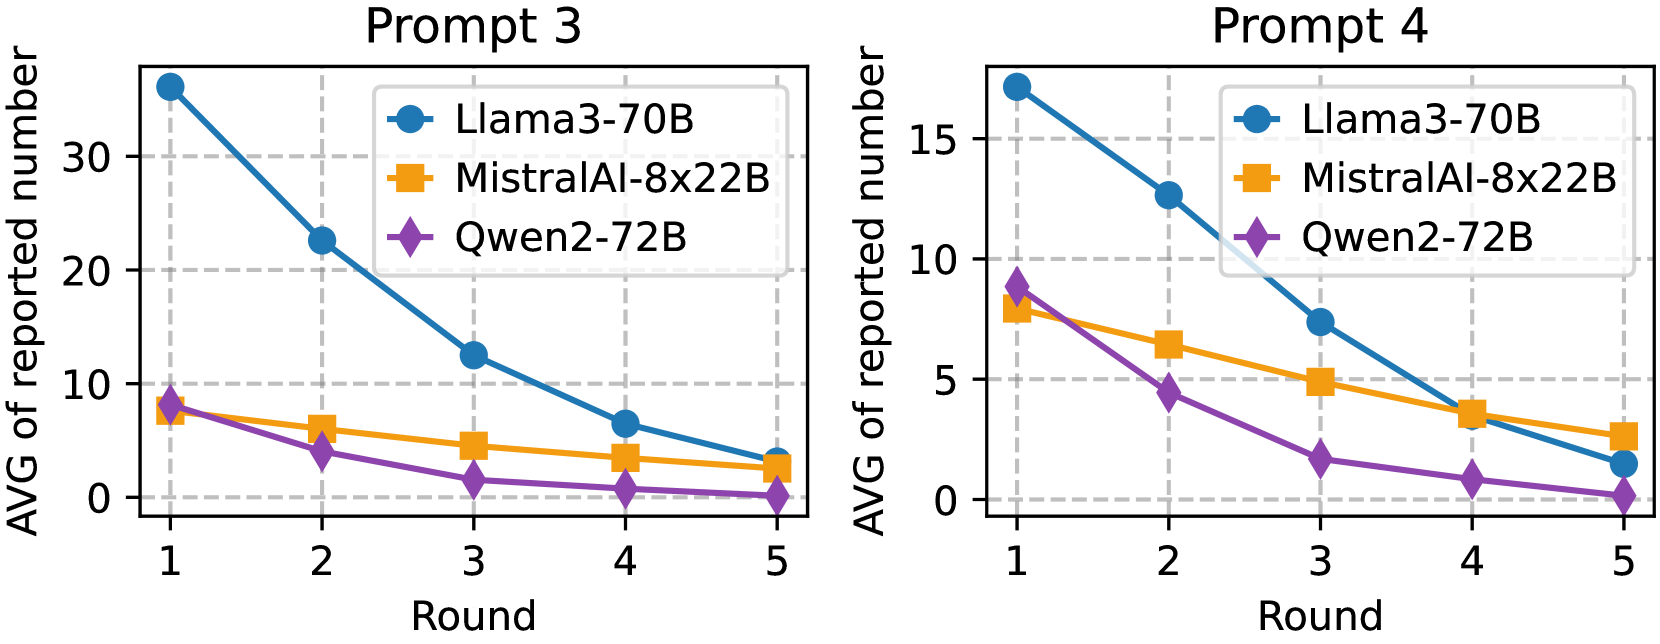 Prompt 3
AVG of reported number
30
20
10
0
Llama3-70B
MistralAI-8x22B
Qwen2-72B
1 2 3 4 5
Round
Prompt 4
AVG of reported number
15
10
5
0
Llama3-70B
MistralAI-8x22B
Qwen2-72B
1 2 3 4 5
Round